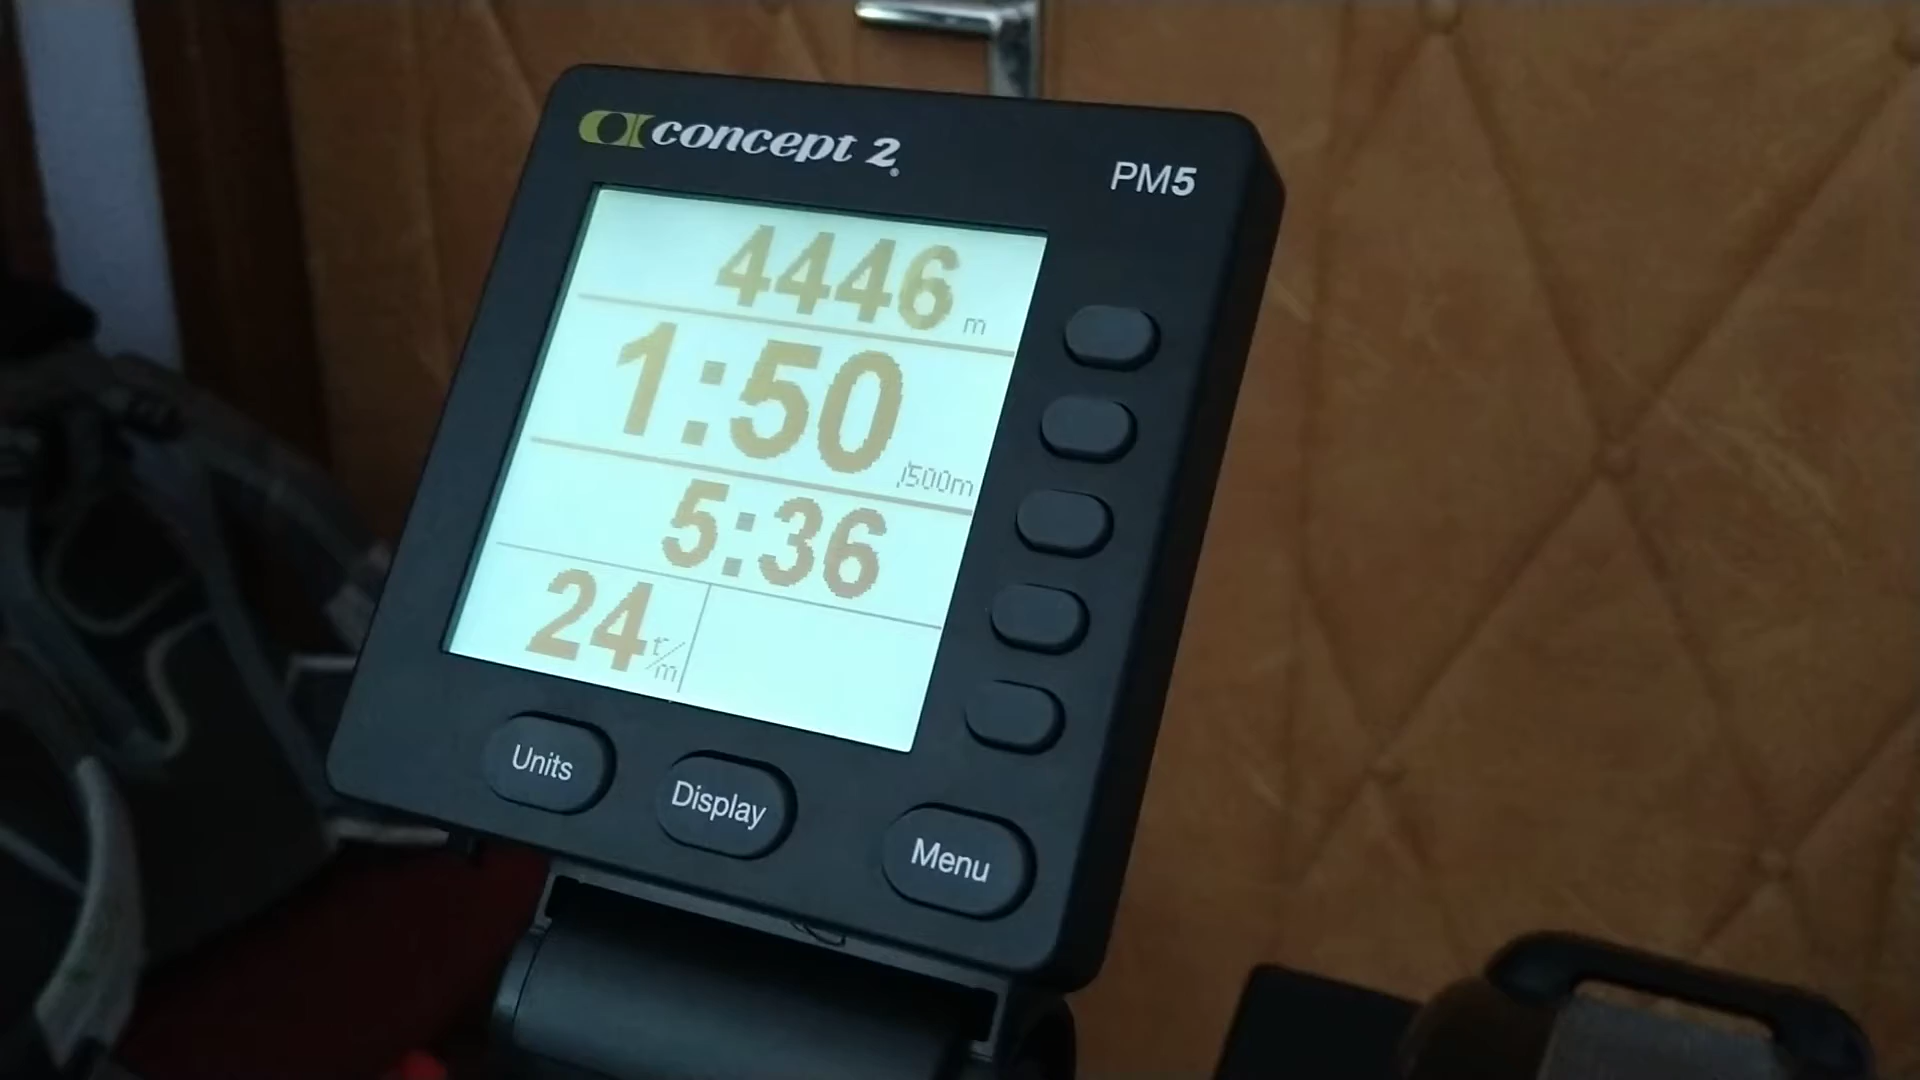 concept 2®
PM5
4446 m
1:50 /500m
5:36
24 r/m
Units
Display
Menu